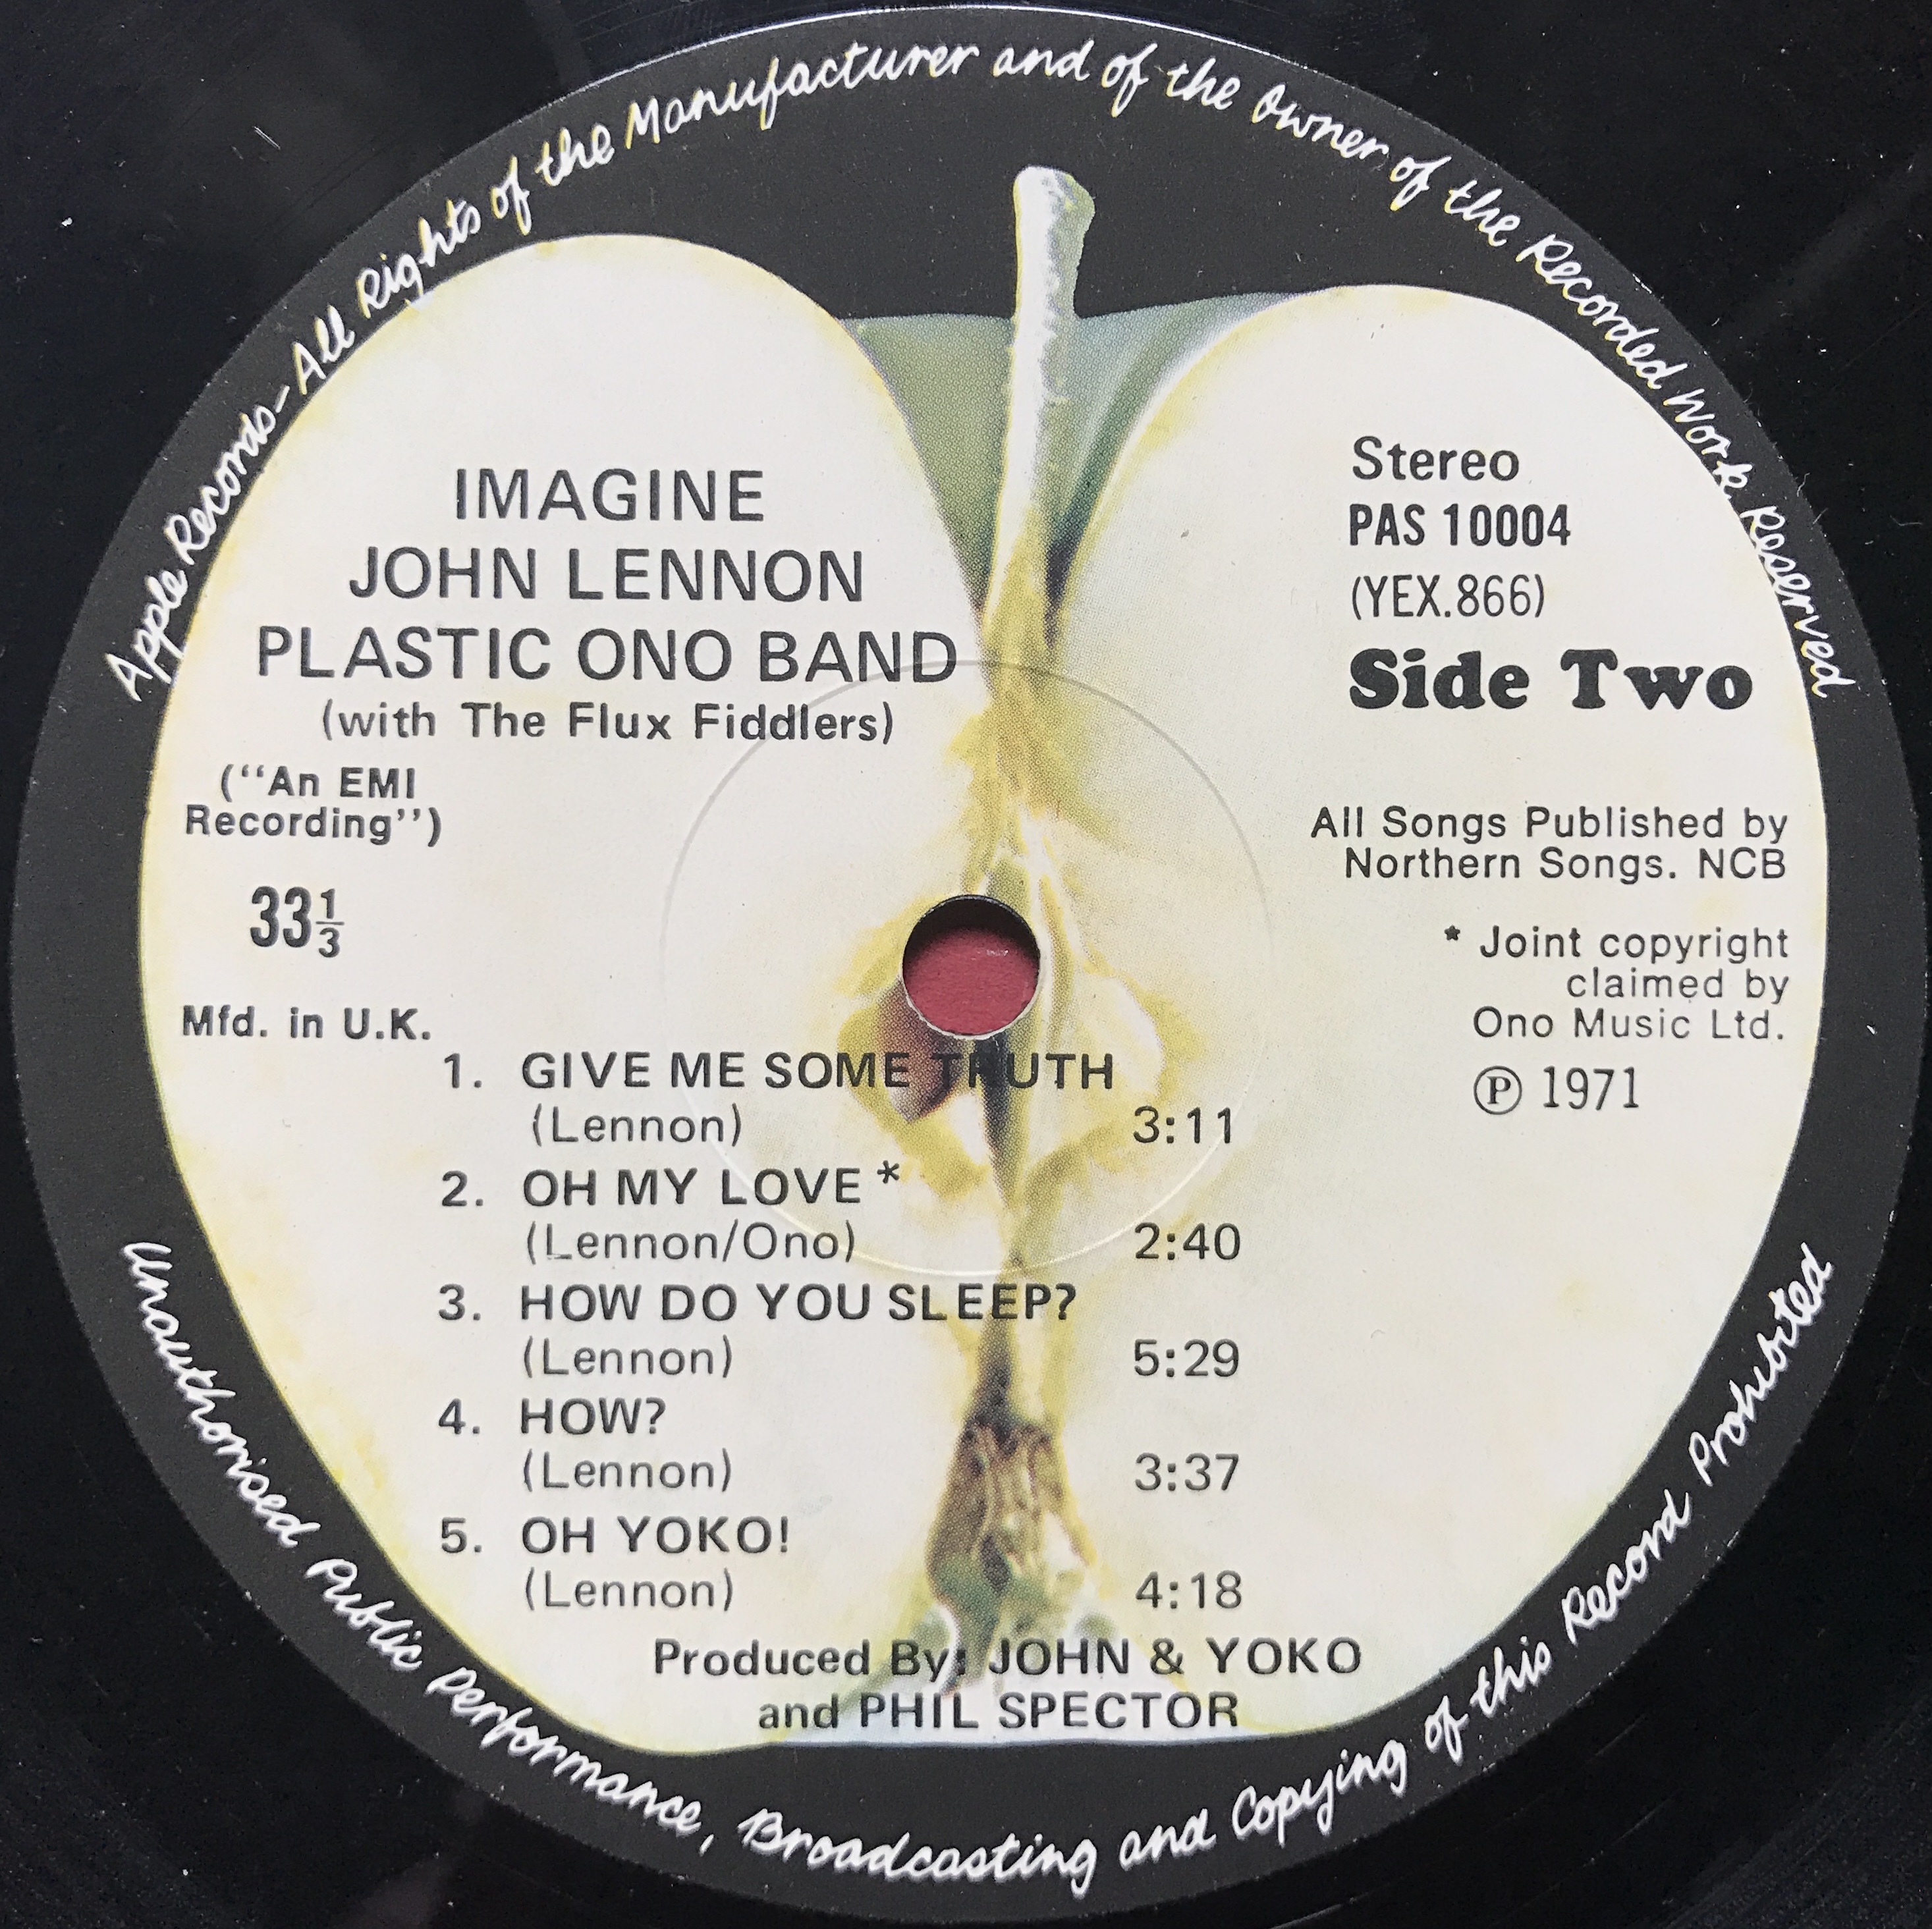 Apple Records – All Rights of the Manufacturer and of the Owner of the Recorded Work Reserved
IMAGINE
JOHN LENNON
PLASTIC ONO BAND
(with The Flux Fiddlers)
(“An EMI
Recording”)
33⅓
Mfd. in U.K.
Stereo
PAS 10004
(YEX.866)
Side Two
All Songs Published by
Northern Songs. NCB
* Joint copyright
claimed by
Ono Music Ltd.
℗ 1971
1. GIVE ME SOME TRUTH
(Lennon) 3:11
2. OH MY LOVE *
(Lennon/Ono) 2:40
3. HOW DO YOU SLEEP?
(Lennon) 5:29
4. HOW?
(Lennon) 3:37
5. OH YOKO!
(Lennon) 4:18
Produced By: JOHN & YOKO
and PHIL SPECTOR
Unauthorised Public Performance, Broadcasting and Copying of this Record Prohibited